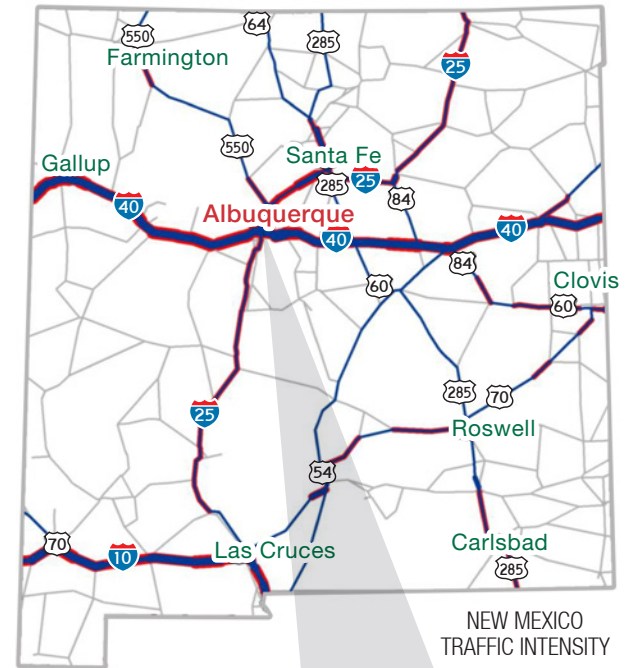 64
550
285
25
Farmington
550
Santa Fe
Gallup
285
25
40
84
Albuquerque
40
40
84
60
Clovis
60
285
70
25
Roswell
54
70
10
Las Cruces
Carlsbad
285
NEW MEXICO
TRAFFIC INTENSITY